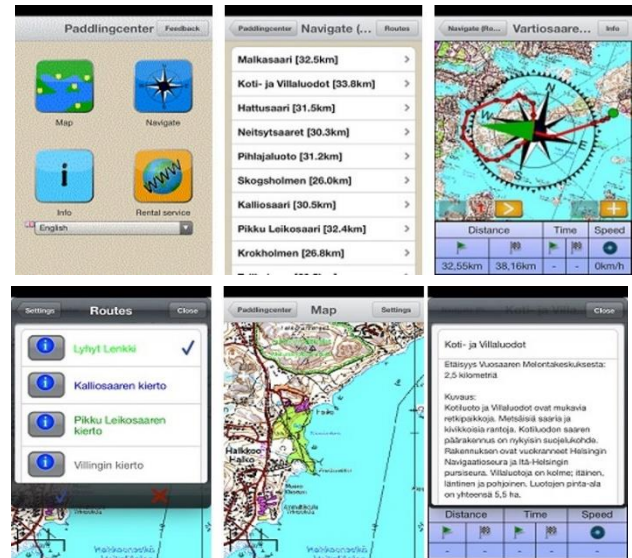 Paddlingcenter
Feedback
Map
Navigate
Info
Rental service
English
Paddlingcenter
Navigate (...
Routes
Malkasaari [32.5km]
Koti- ja Villaluodot [33.8km]
Hattusaari [31.5km]
Neitsytsaaret [30.3km]
Pihlajaluoto [31.2km]
Skogsholmen [26.0km]
Kalliosaari [30.5km]
Pikku Leikosaari [32.4km]
Krokholmen [26.8km]
Navigate (Ro...
Vartiosaare...
Info
N
W
E
S
Distance
Time
Speed
32,55km
38,16km
-
-
0km/h
Settings
Routes
Close
Lyhyt Lenkki
Kalliosaaren kierto
Pikku Leikosaaren
kierto
Villingin kierto
Paddlingcenter
Map
Settings
Close
Koti- ja Villaluodot
Etäisyys Vuosaaren Melontakeskuksesta:
2,5 kilometriä
Kuvaus:
Kotiluoto ja Villaluodot ovat mukavia
retkipaikkoja. Metsäisiä saaria ja
kivikkoisia rantoja. Kotiluodon saaren
päärakennus on nykyisin suojelukohde.
Rakennuksen ovat vuokranneet Helsingin
Navigaatioseura ja Itä-Helsingin
pursiseura. Villaluotoja on kolme; itäinen,
läntinen ja pohjoinen. Luotojen pinta-ala
on yhteensä 5,5 ha.
Distance
Time
Speed
-
-
-
-
-